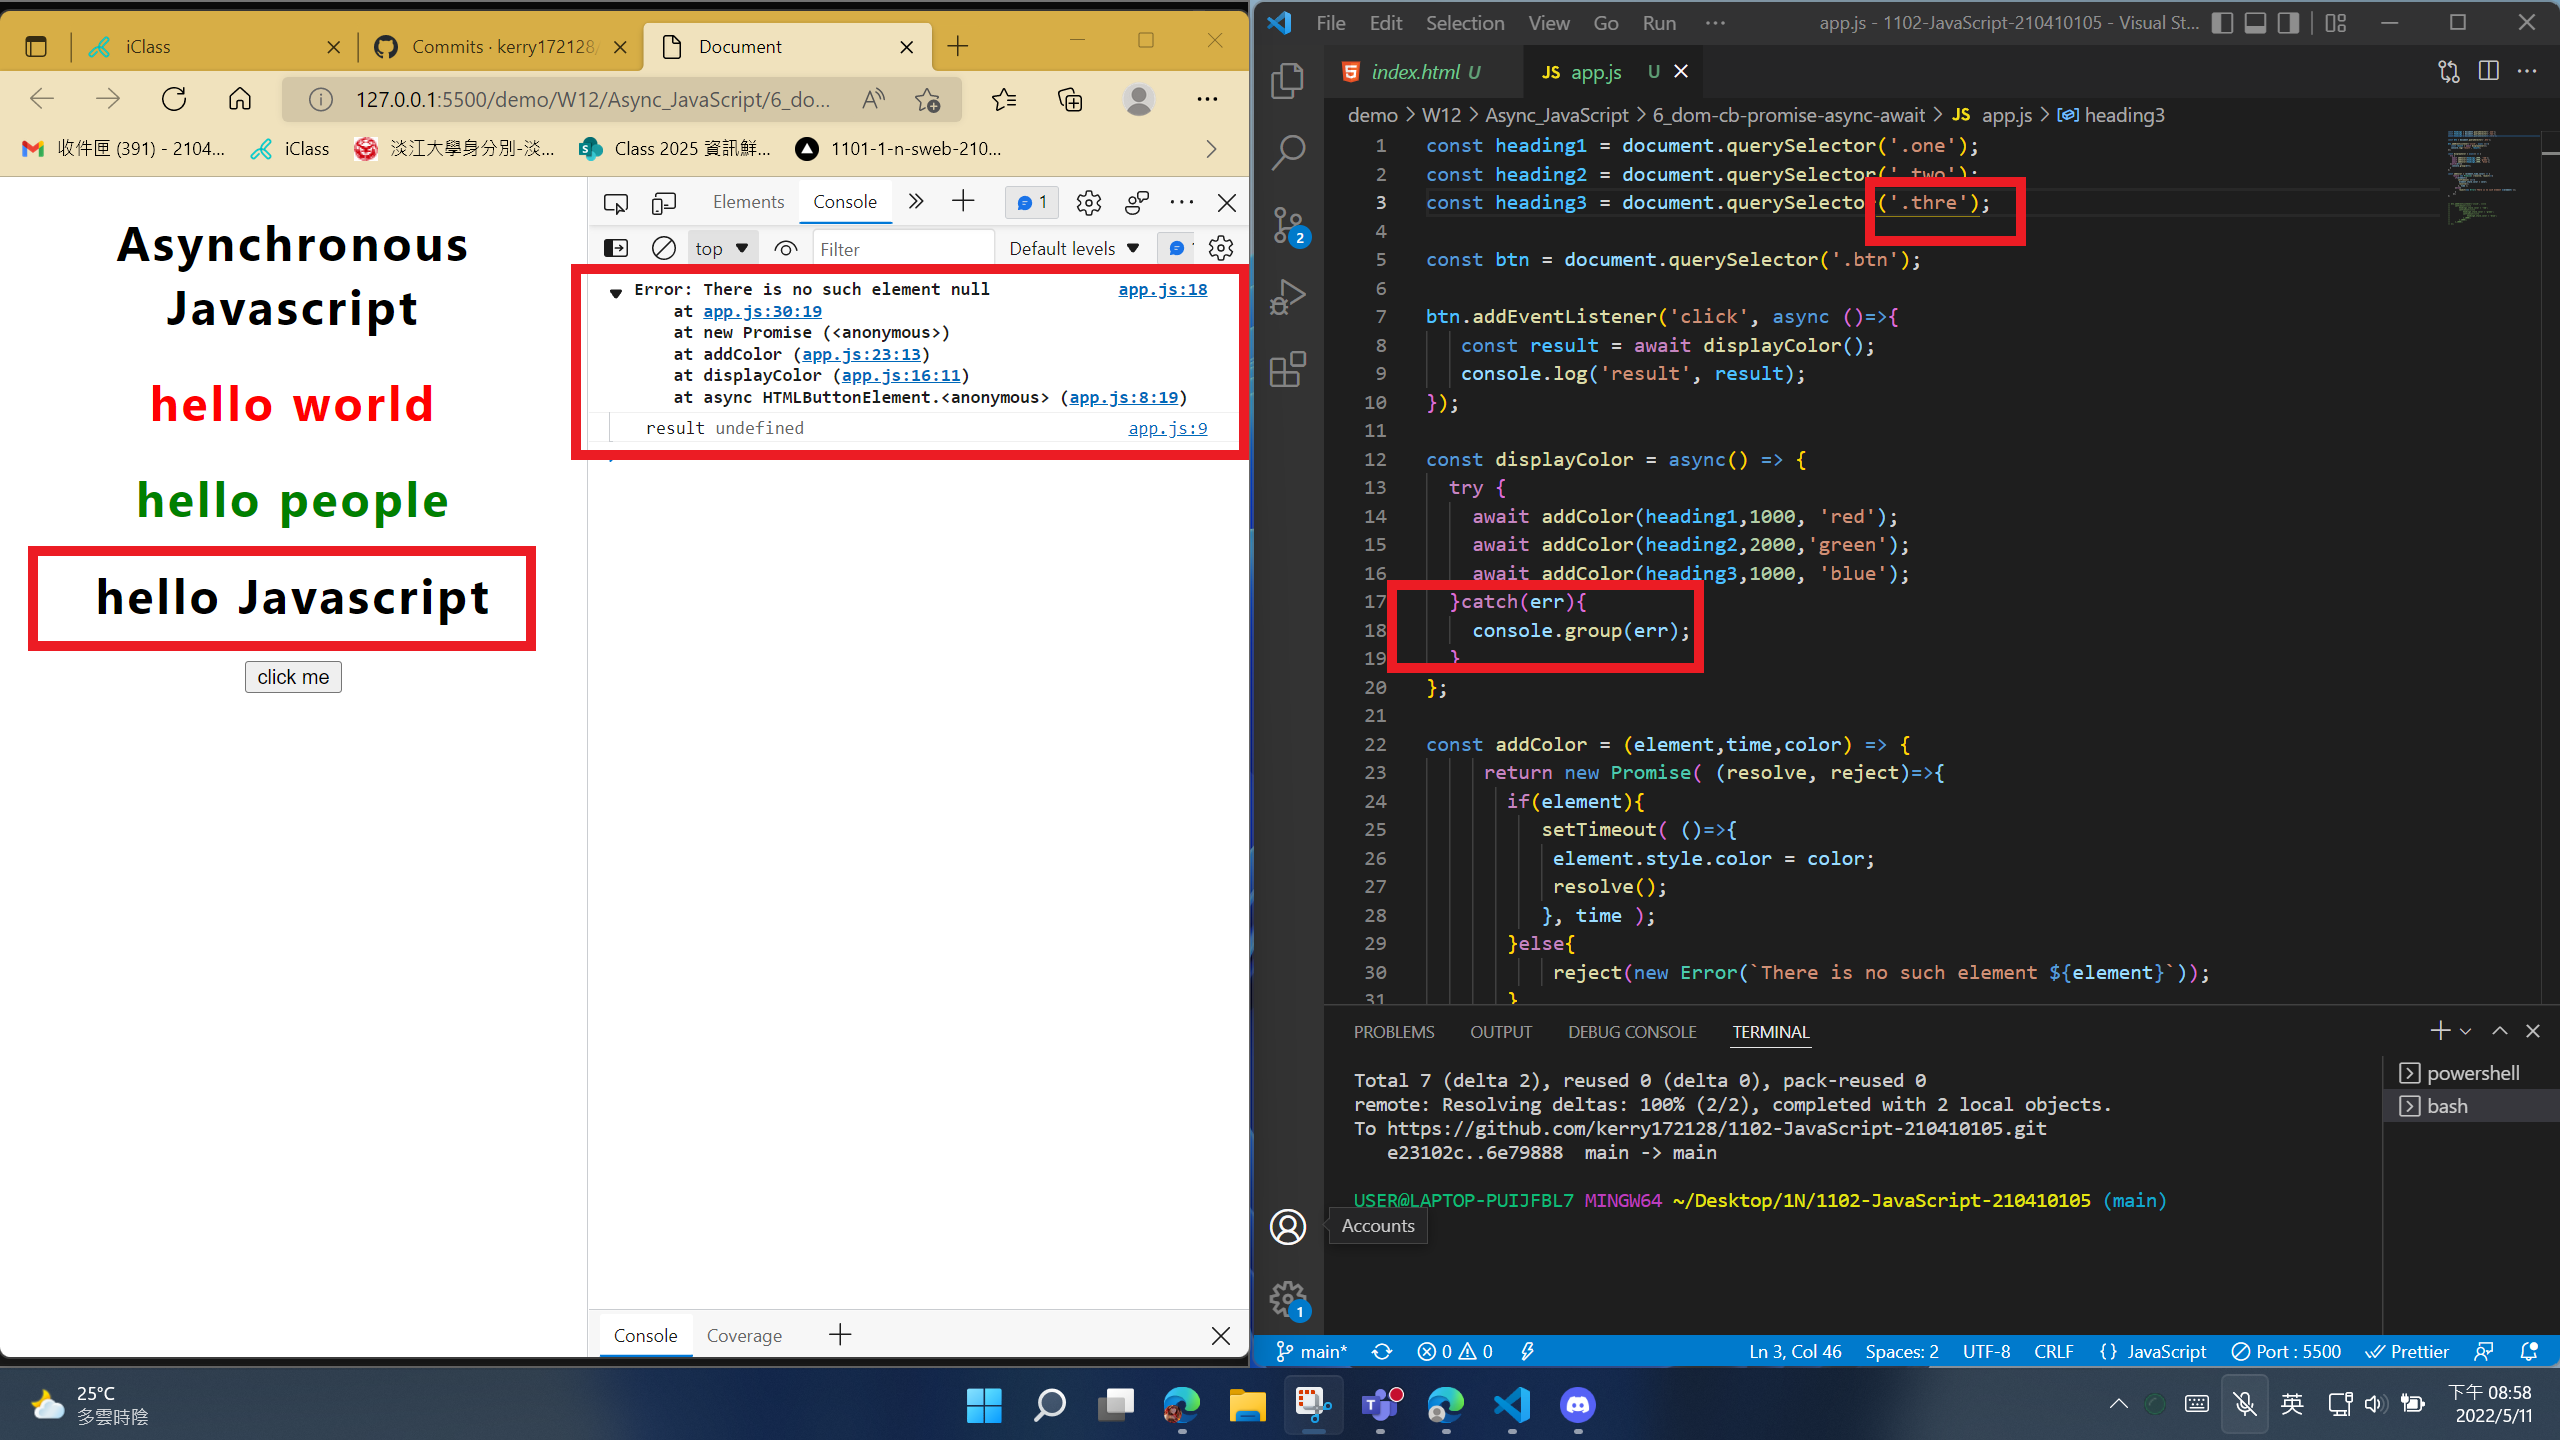 iClass
Commits · kerry172128/
Document
127.0.0.1:5500/demo/W12/Async_JavaScript/6_do...
收件匣 (391) - 2104...
iClass
淡江大學身分別-淡...
Class 2025 資訊鮮...
1101-1-n-sweb-210...
Asynchronous
Javascript
hello world
hello people
hello Javascript
click me
Elements
Console
1
top
Filter
Default levels
Error: There is no such element null app.js:18
at app.js:30:19
at new Promise (<anonymous>)
at addColor (app.js:23:13)
at displayColor (app.js:16:11)
at async HTMLButtonElement.<anonymous> (app.js:8:19)
result undefined app.js:9
Console
Coverage
File Edit Selection View Go Run ···
app.js - 1102-JavaScript-210410105 - Visual St...
index.html U
JS app.js U
demo > W12 > Async_JavaScript > 6_dom-cb-promise-async-await > JS app.js > heading3
1 const heading1 = document.querySelector('.one');
2 const heading2 = document.querySelector('.two');
3 const heading3 = document.querySelector('.thre');
4
5 const btn = document.querySelector('.btn');
6
7 btn.addEventListener('click', async ()=>{
8 const result = await displayColor();
9 console.log('result', result);
10 });
11
12 const displayColor = async() => {
13 try {
14 await addColor(heading1,1000, 'red');
15 await addColor(heading2,2000,'green');
16 await addColor(heading3,1000, 'blue');
17 }catch(err){
18 console.group(err);
19 }
20 };
21
22 const addColor = (element,time,color) => {
23 return new Promise( (resolve, reject)=>{
24 if(element){
25 setTimeout( ()=>{
26 element.style.color = color;
27 resolve();
28 }, time );
29 }else{
30 reject(new Error(`There is no such element ${element}`));
31 }
2
PROBLEMS OUTPUT DEBUG CONSOLE TERMINAL
Total 7 (delta 2), reused 0 (delta 0), pack-reused 0
remote: Resolving deltas: 100% (2/2), completed with 2 local objects.
To https://github.com/kerry172128/1102-JavaScript-210410105.git
e23102c..6e79888 main -> main
USER@LAPTOP-PUIJFBL7 MINGW64 ~/Desktop/1N/1102-JavaScript-210410105 (main)
powershell
bash
Accounts
1
main* 0 0 Ln 3, Col 46 Spaces: 2 UTF-8 CRLF {} JavaScript Port : 5500 Prettier
25°C
多雲時陰
英
下午 08:58
2022/5/11